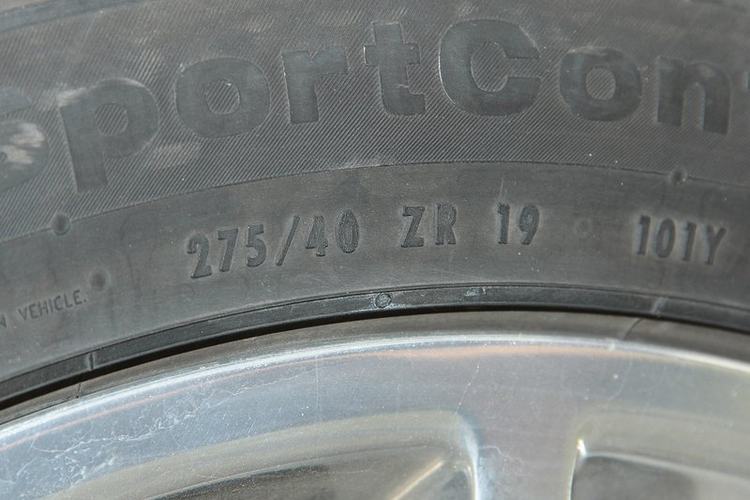 SportCon
275/40 ZR 19 101Y
N VEHICLE.